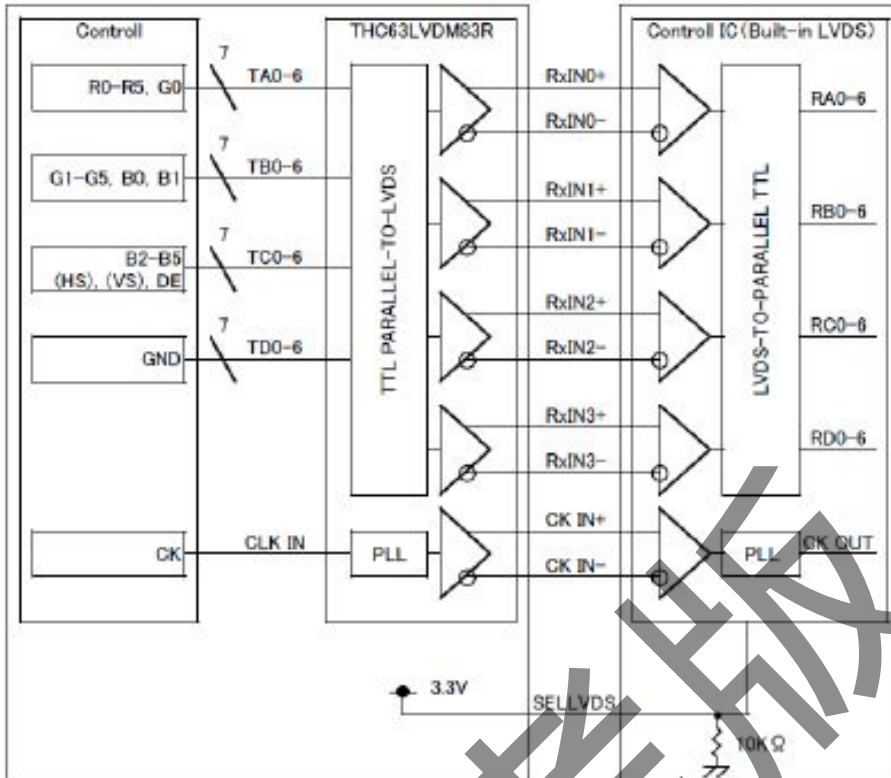 Controll
THC63LVDM83R
Controll IC(Built-in LVDS)
R0-R5, G0
7
TA0-6
RxIN0+
RxIN0-
RA0-6
G1-G5, B0, B1
7
TB0-6
RxIN1+
RxIN1-
RB0-6
B2-B5
(HS), (VS), DE
7
TC0-6
RxIN2+
RxIN2-
RC0-6
GND
7
TD0-6
RxIN3+
RxIN3-
RD0-6
TTL PARALLEL-TO-LVDS
LVDS-TO-PARALLEL TTL
CK
CLK IN
PLL
CK IN+
CK IN-
PLL
CK OUT
3.3V
SELLVDS
10KΩ
版